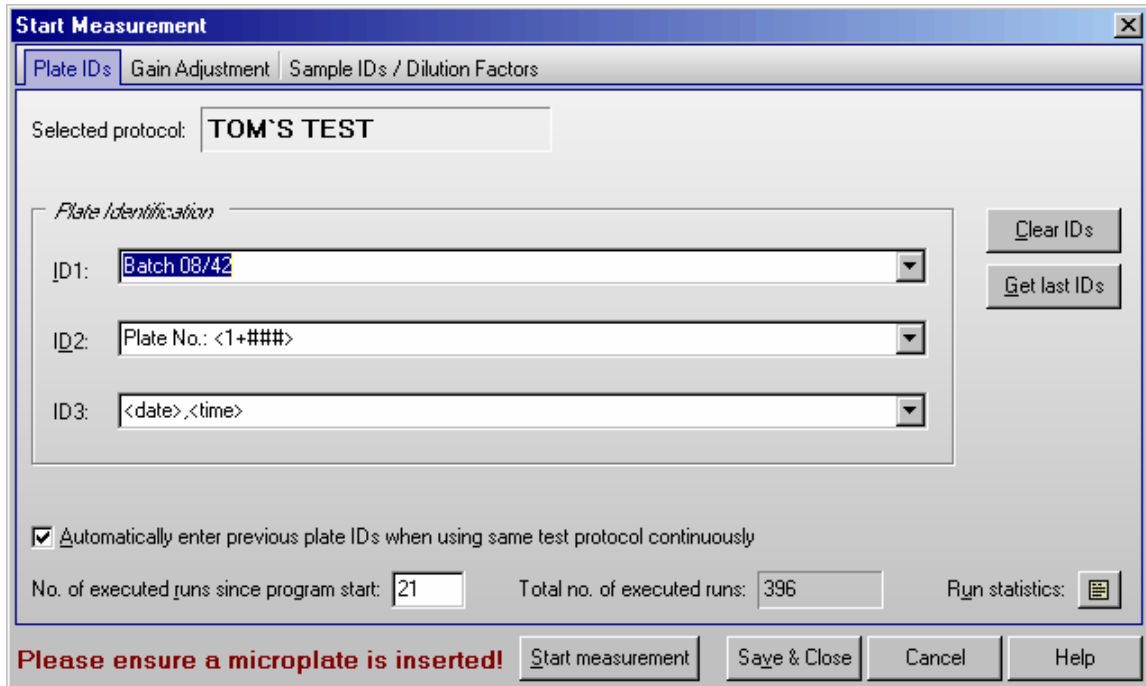 Start Measurement
Plate IDs Gain Adjustment Sample IDs / Dilution Factors
Selected protocol: TOM`S TEST
Plate Identification
Clear IDs
ID1: Batch 08/42
Get last IDs
ID2: Plate No.: <1+###>
ID3: <date>,<time>
Automatically enter previous plate IDs when using same test protocol continuously
No. of executed runs since program start: 21 Total no. of executed runs: 396 Run statistics:
Please ensure a microplate is inserted! Start measurement Save & Close Cancel Help